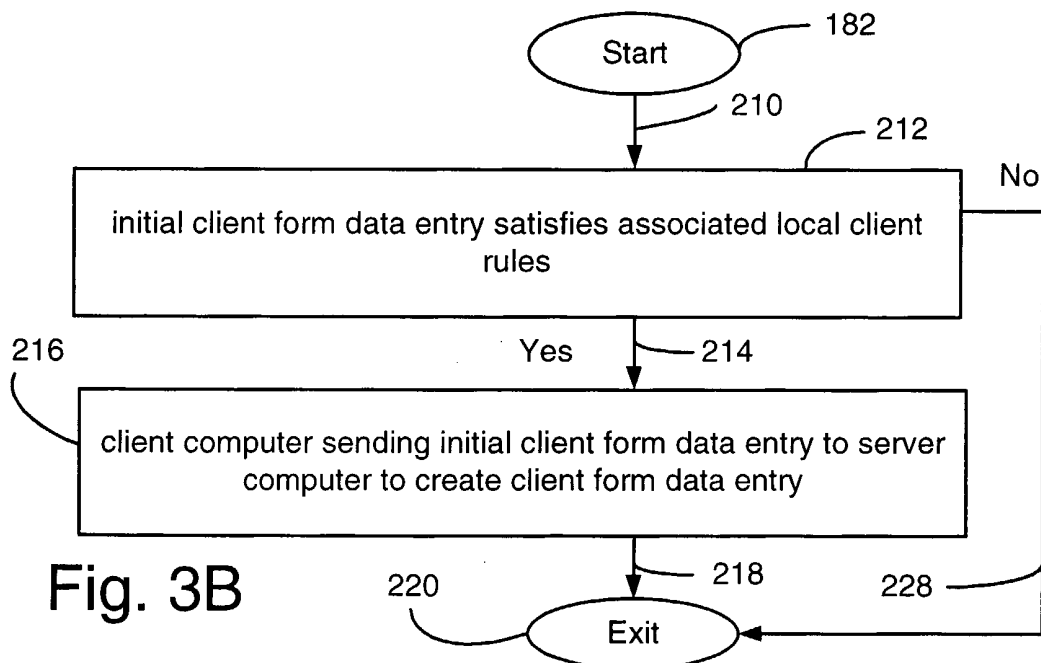 Start
182
210
212
No
initial client form data entry satisfies associated local client
rules
216
Yes
214
client computer sending initial client form data entry to server
computer to create client form data entry
Fig. 3B
218
220
228
Exit